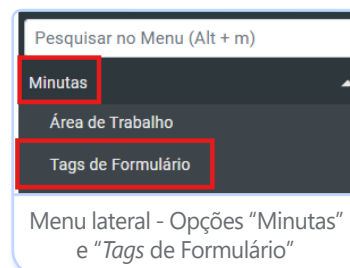 Pesquisar no Menu (Alt + m)
Minutas
Área de Trabalho
Tags de Formulário
Menu lateral - Opções “Minutas”
e “Tags de Formulário”